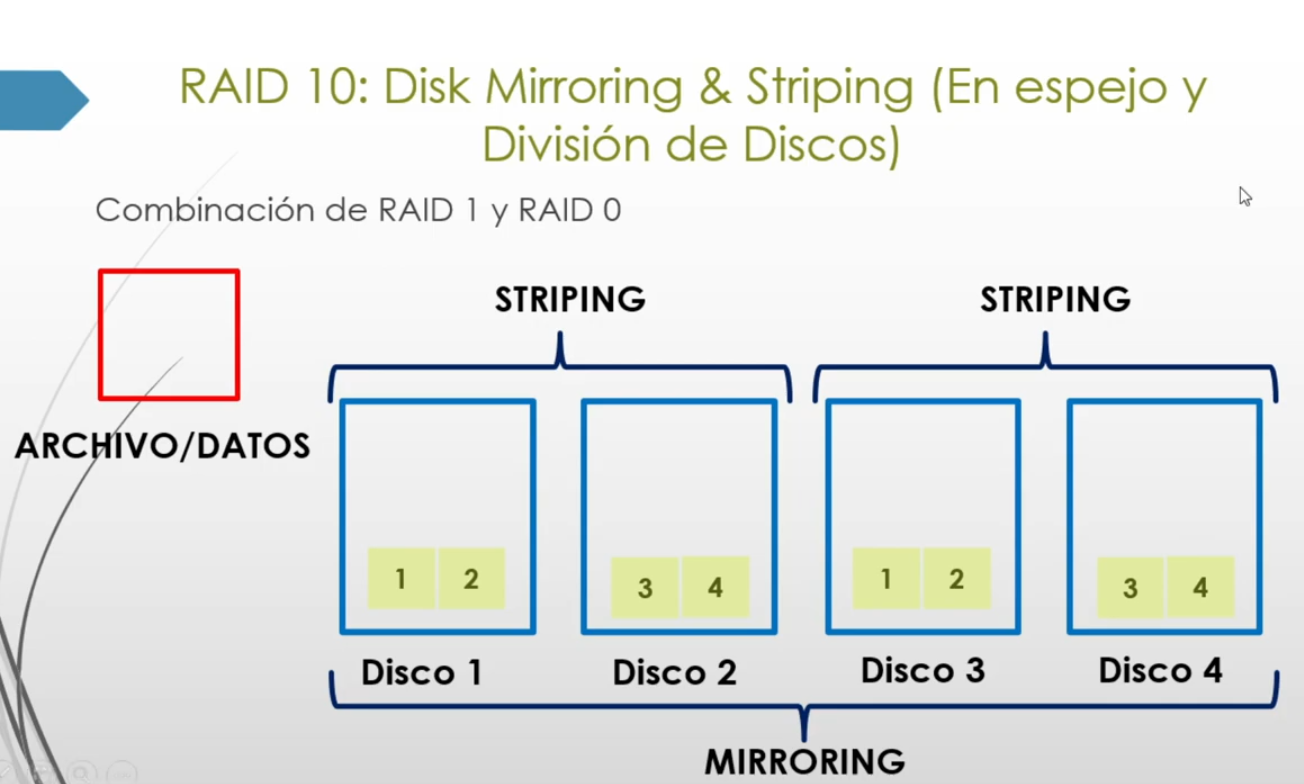 RAID 10: Disk Mirroring & Striping (En espejo y
División de Discos)
Combinación de RAID 1 y RAID 0
STRIPING
STRIPING
ARCHIVO/DATOS
1 2
3 4
1 2
3 4
Disco 1
Disco 2
Disco 3
Disco 4
MIRRORING